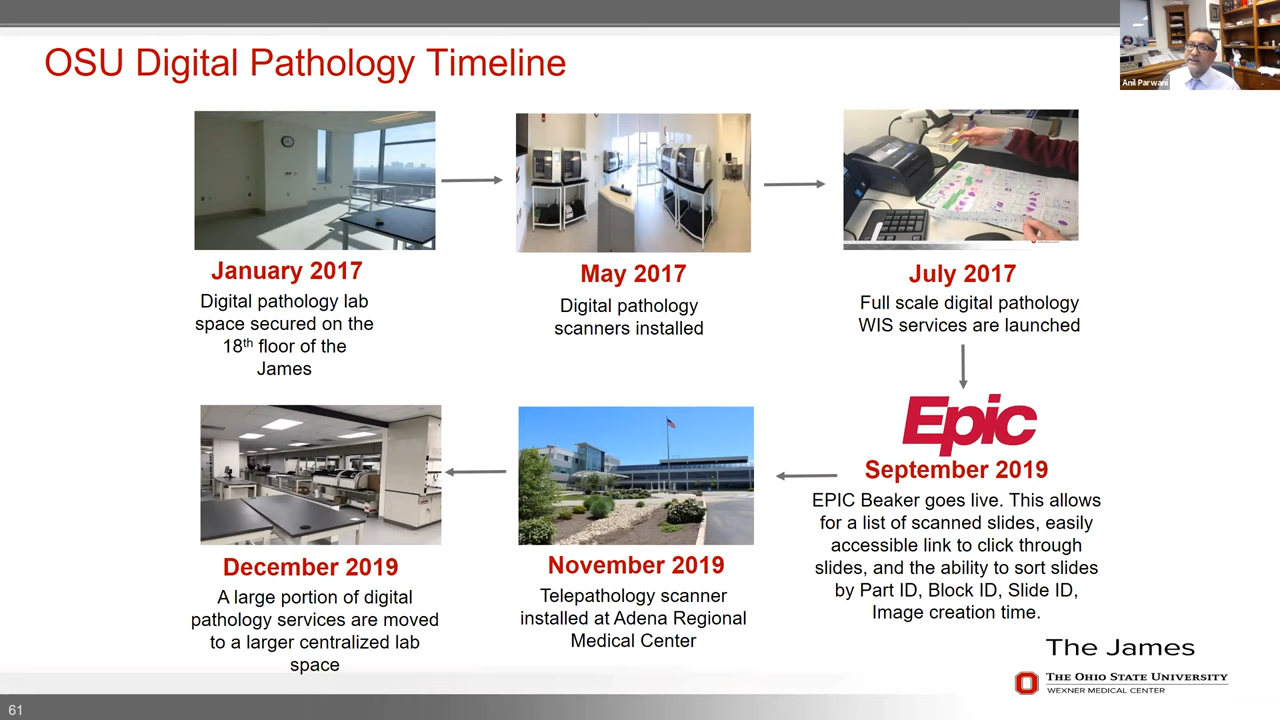 OSU Digital Pathology Timeline
Anil Parwani
January 2017
Digital pathology lab
space secured on the
18th floor of the
James
May 2017
Digital pathology
scanners installed
July 2017
Full scale digital pathology
WIS services are launched
Epic
September 2019
EPIC Beaker goes live. This allows
for a list of scanned slides, easily
accessible link to click through
slides, and the ability to sort slides
by Part ID, Block ID, Slide ID,
Image creation time.
November 2019
Telepathology scanner
installed at Adena Regional
Medical Center
December 2019
A large portion of digital
pathology services are moved
to a larger centralized lab
space
The James
THE OHIO STATE UNIVERSITY
WEXNER MEDICAL CENTER
61